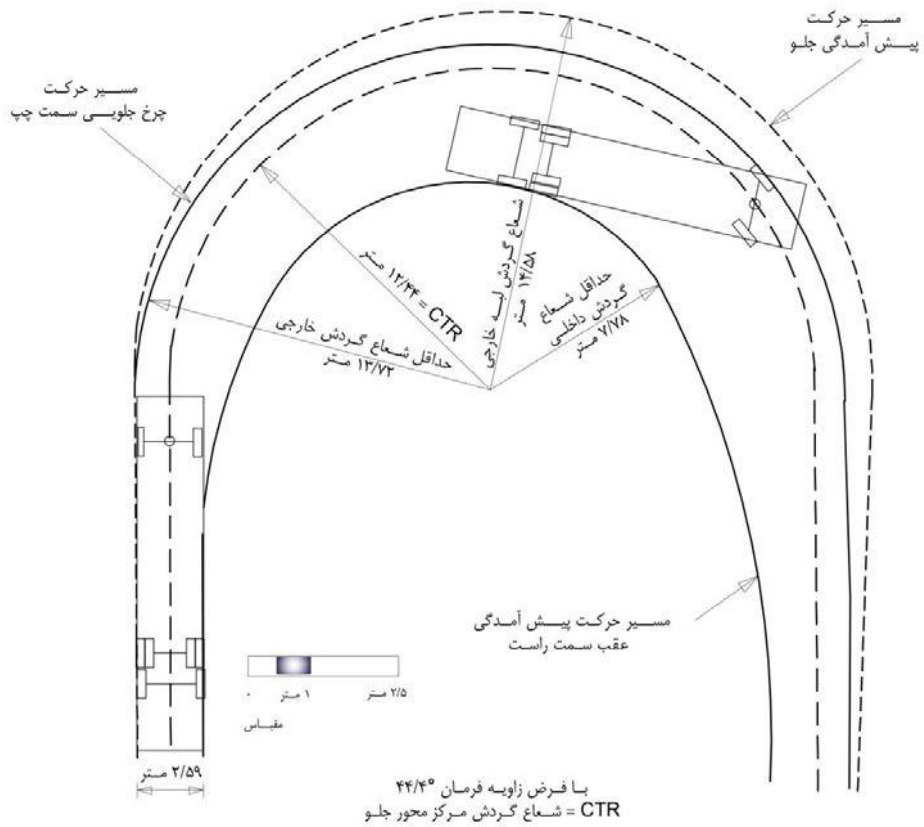 مسیر حرکت
پیش آمدگی جلو
مسیر حرکت
چرخ جلویی سمت چپ
شعاع گردش لبه خارجی
۱۴/۵۸ متر
CTR = ۱۲/۴۴ متر
حداقل شعاع
گردش داخلی
۷/۷۸ متر
حداقل شعاع گردش خارجی
۱۳/۷۲ متر
مسیر حرکت پیش آمدگی
عقب سمت راست
۰
۱ متر
۲/۵ متر
مقیاس
۲/۵۹ متر
با فرض زاویه فرمان ۴۴/۴°
CTR = شعاع گردش مرکز محور جلو